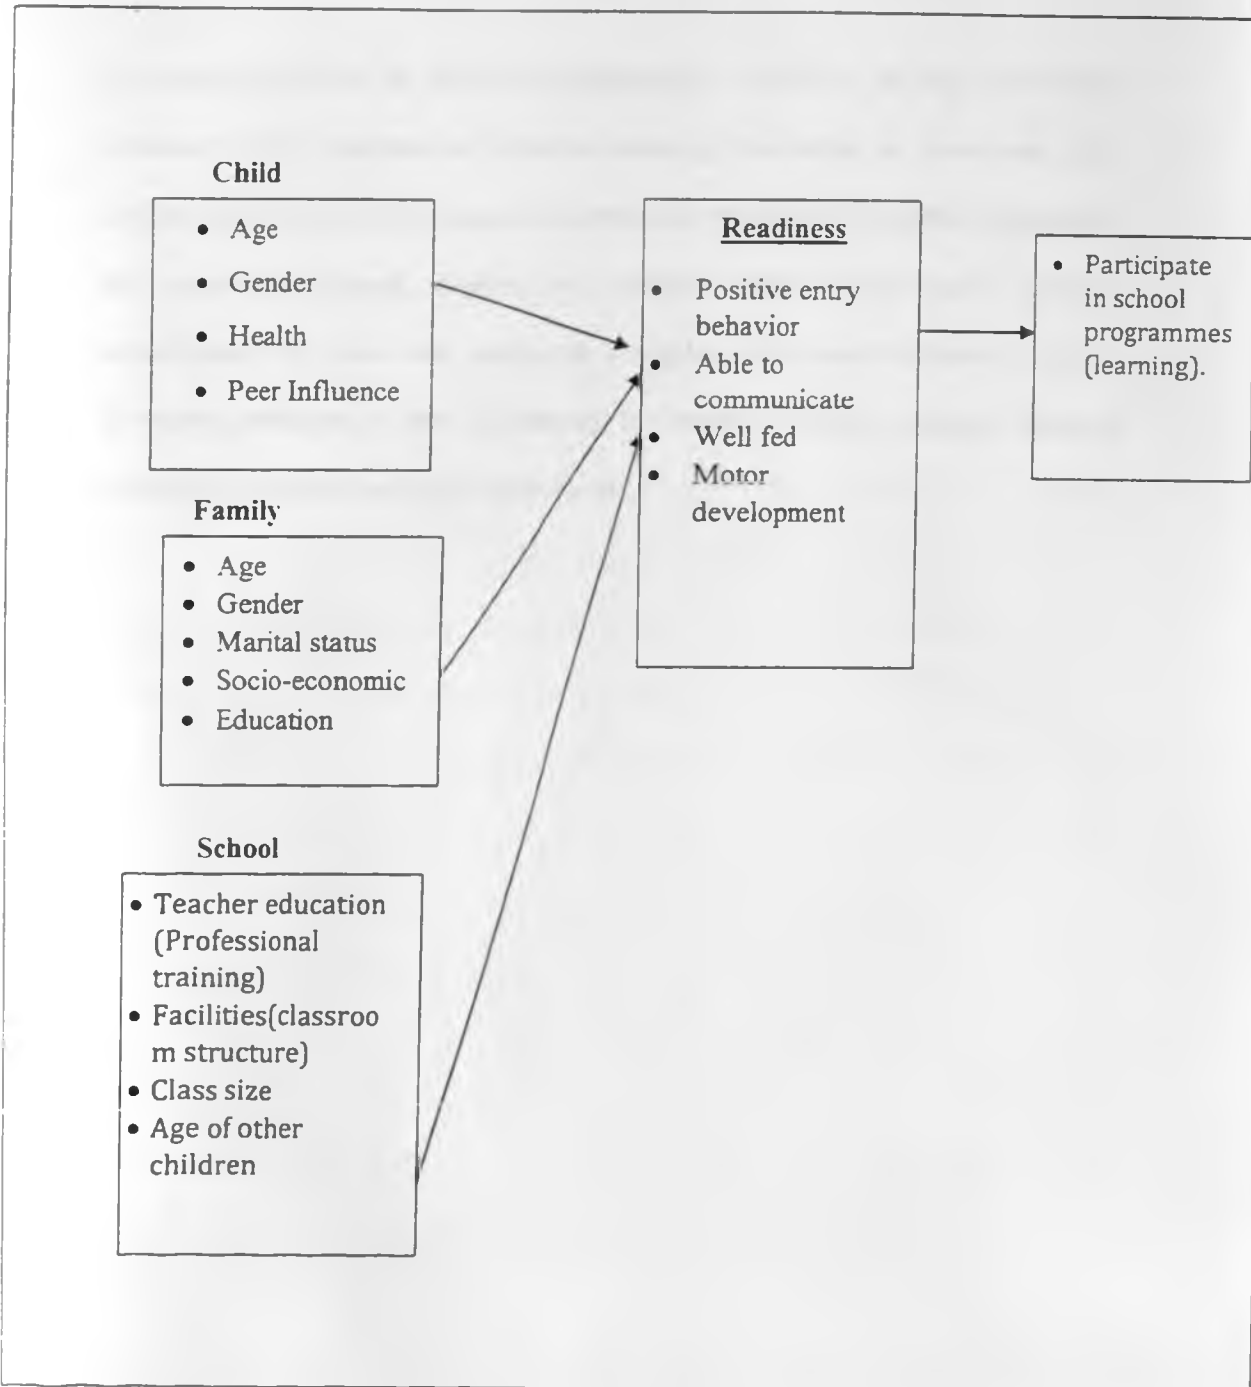 Child
• Age
• Gender
• Health
• Peer Influence
Family
• Age
• Gender
• Marital status
• Socio-economic
• Education
School
• Teacher education
(Professional
training)
• Facilities(classroo
m structure)
• Class size
• Age of other
children
Readiness
• Positive entry
behavior
• Able to
communicate
• Well fed
• Motor
development
• Participate
in school
programmes
(learning).